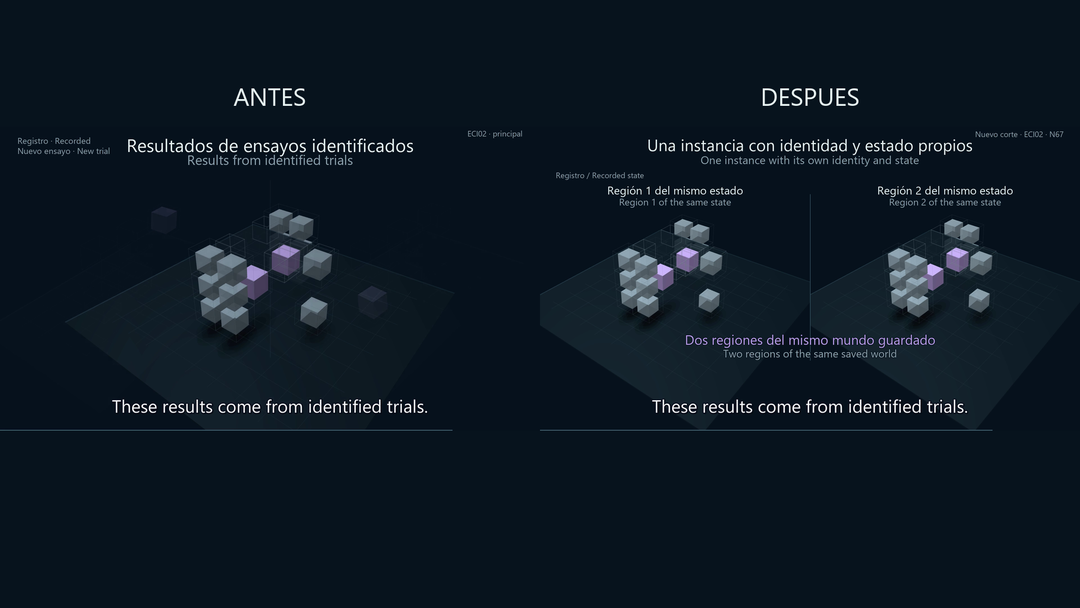 ANTES
ECI02 · principal
Registro · Recorded
Nuevo ensayo · New trial
Resultados de ensayos identificados
Results from identified trials
These results come from identified trials.
DESPUES
Nuevo corte · ECI02 · N67
Una instancia con identidad y estado propios
One instance with its own identity and state
Registro / Recorded state
Región 1 del mismo estado
Region 1 of the same state
Región 2 del mismo estado
Region 2 of the same state
Dos regiones del mismo mundo guardado
Two regions of the same saved world
These results come from identified trials.